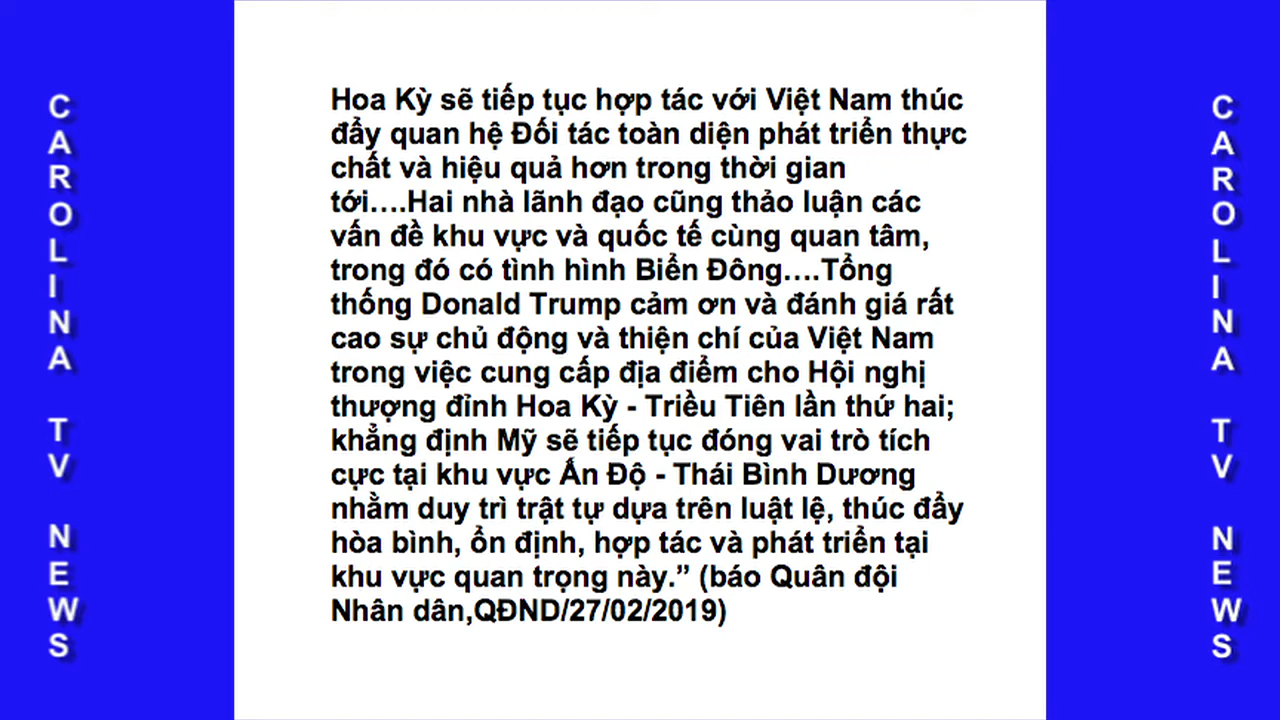 CAROLINA TV NEWS
Hoa Kỳ sẽ tiếp tục hợp tác với Việt Nam thúc
đẩy quan hệ Đối tác toàn diện phát triển thực
chất và hiệu quả hơn trong thời gian
tới….Hai nhà lãnh đạo cũng thảo luận các
vấn đề khu vực và quốc tế cùng quan tâm,
trong đó có tình hình Biển Đông….Tổng
thống Donald Trump cảm ơn và đánh giá rất
cao sự chủ động và thiện chí của Việt Nam
trong việc cung cấp địa điểm cho Hội nghị
thượng đỉnh Hoa Kỳ - Triều Tiên lần thứ hai;
khẳng định Mỹ sẽ tiếp tục đóng vai trò tích
cực tại khu vực Ấn Độ - Thái Bình Dương
nhằm duy trì trật tự dựa trên luật lệ, thúc đẩy
hòa bình, ổn định, hợp tác và phát triển tại
khu vực quan trọng này.” (báo Quân đội
Nhân dân,QĐND/27/02/2019)
CAROLINA TV NEWS